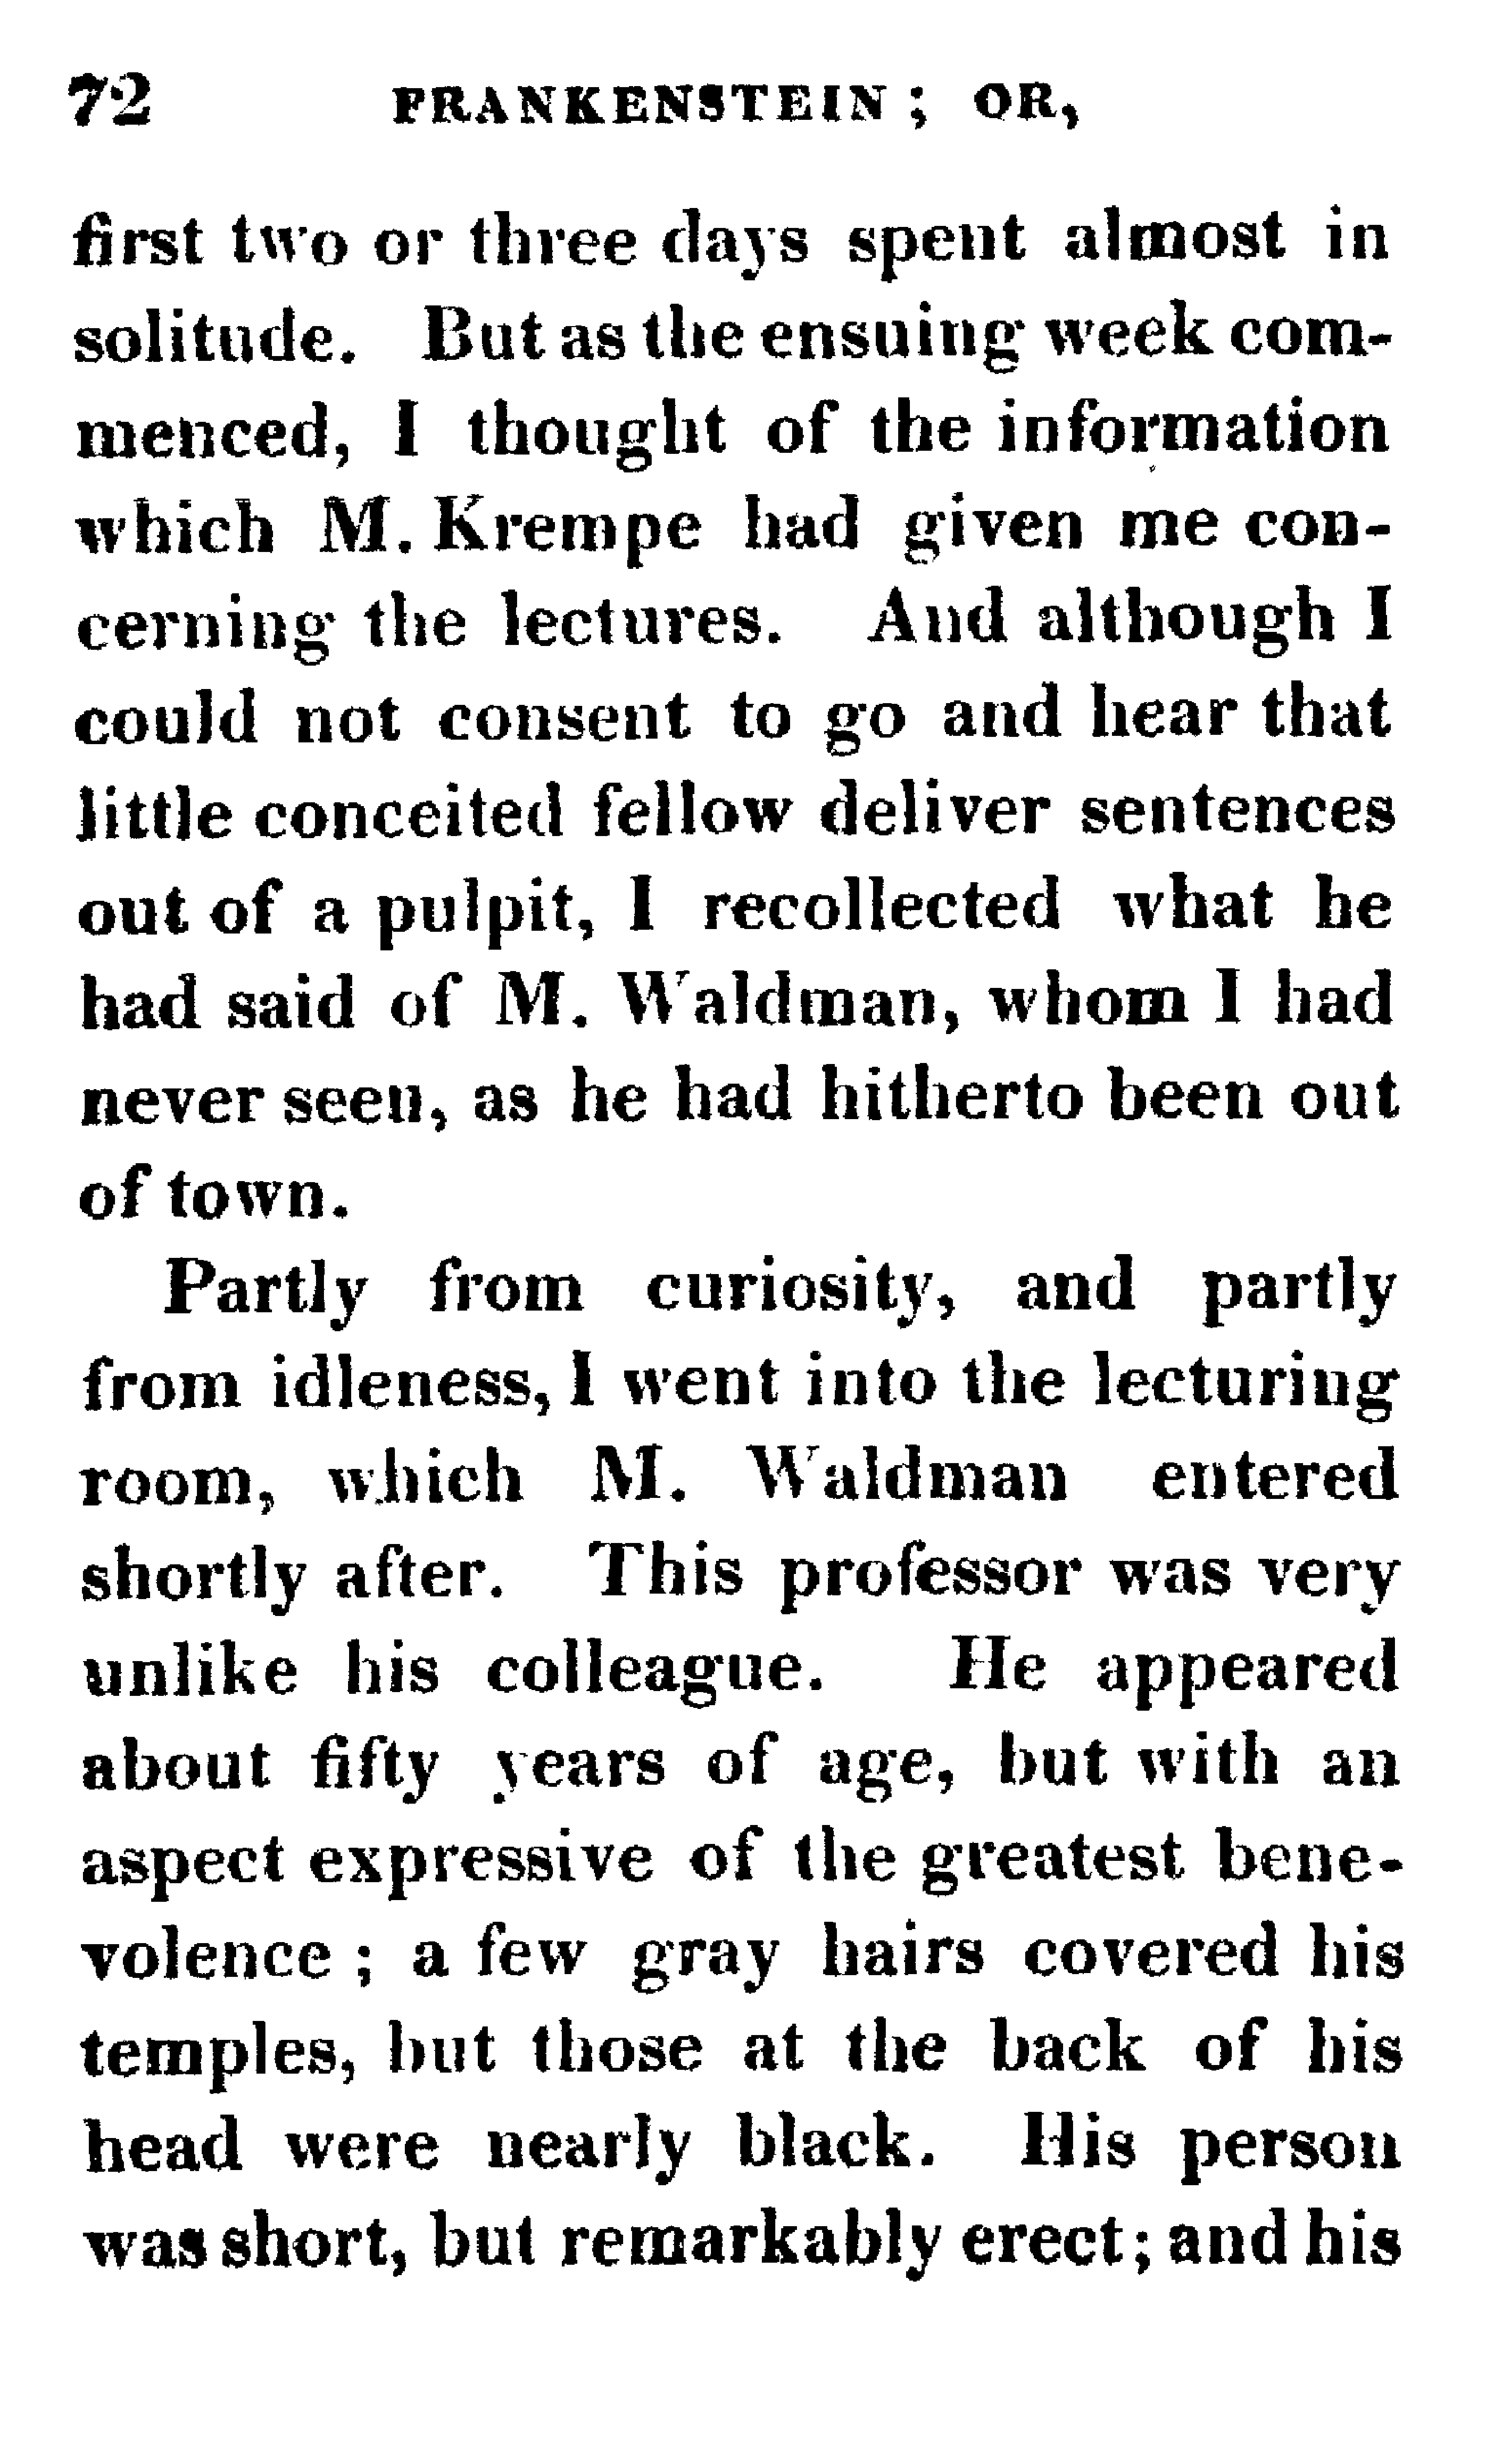 72 FRANKENSTEIN ; OR,
first two or three days spent almost in
solitude. But as the ensuing week com-
menced, I thought of the information
which M. Krempe had given me con-
cerning the lectures. And although I
could not consent to go and hear that
little conceited fellow deliver sentences
out of a pulpit, I recollected what he
had said of M. Waldman, whom I had
never seen, as he had hitherto been out
of town.
Partly from curiosity, and partly
from idleness, I went into the lecturing
room, which M. Waldman entered
shortly after. This professor was very
unlike his colleague. He appeared
about fifty years of age, but with an
aspect expressive of the greatest bene-
volence ; a few gray hairs covered his
temples, but those at the back of his
head were nearly black. His person
was short, but remarkably erect ; and his